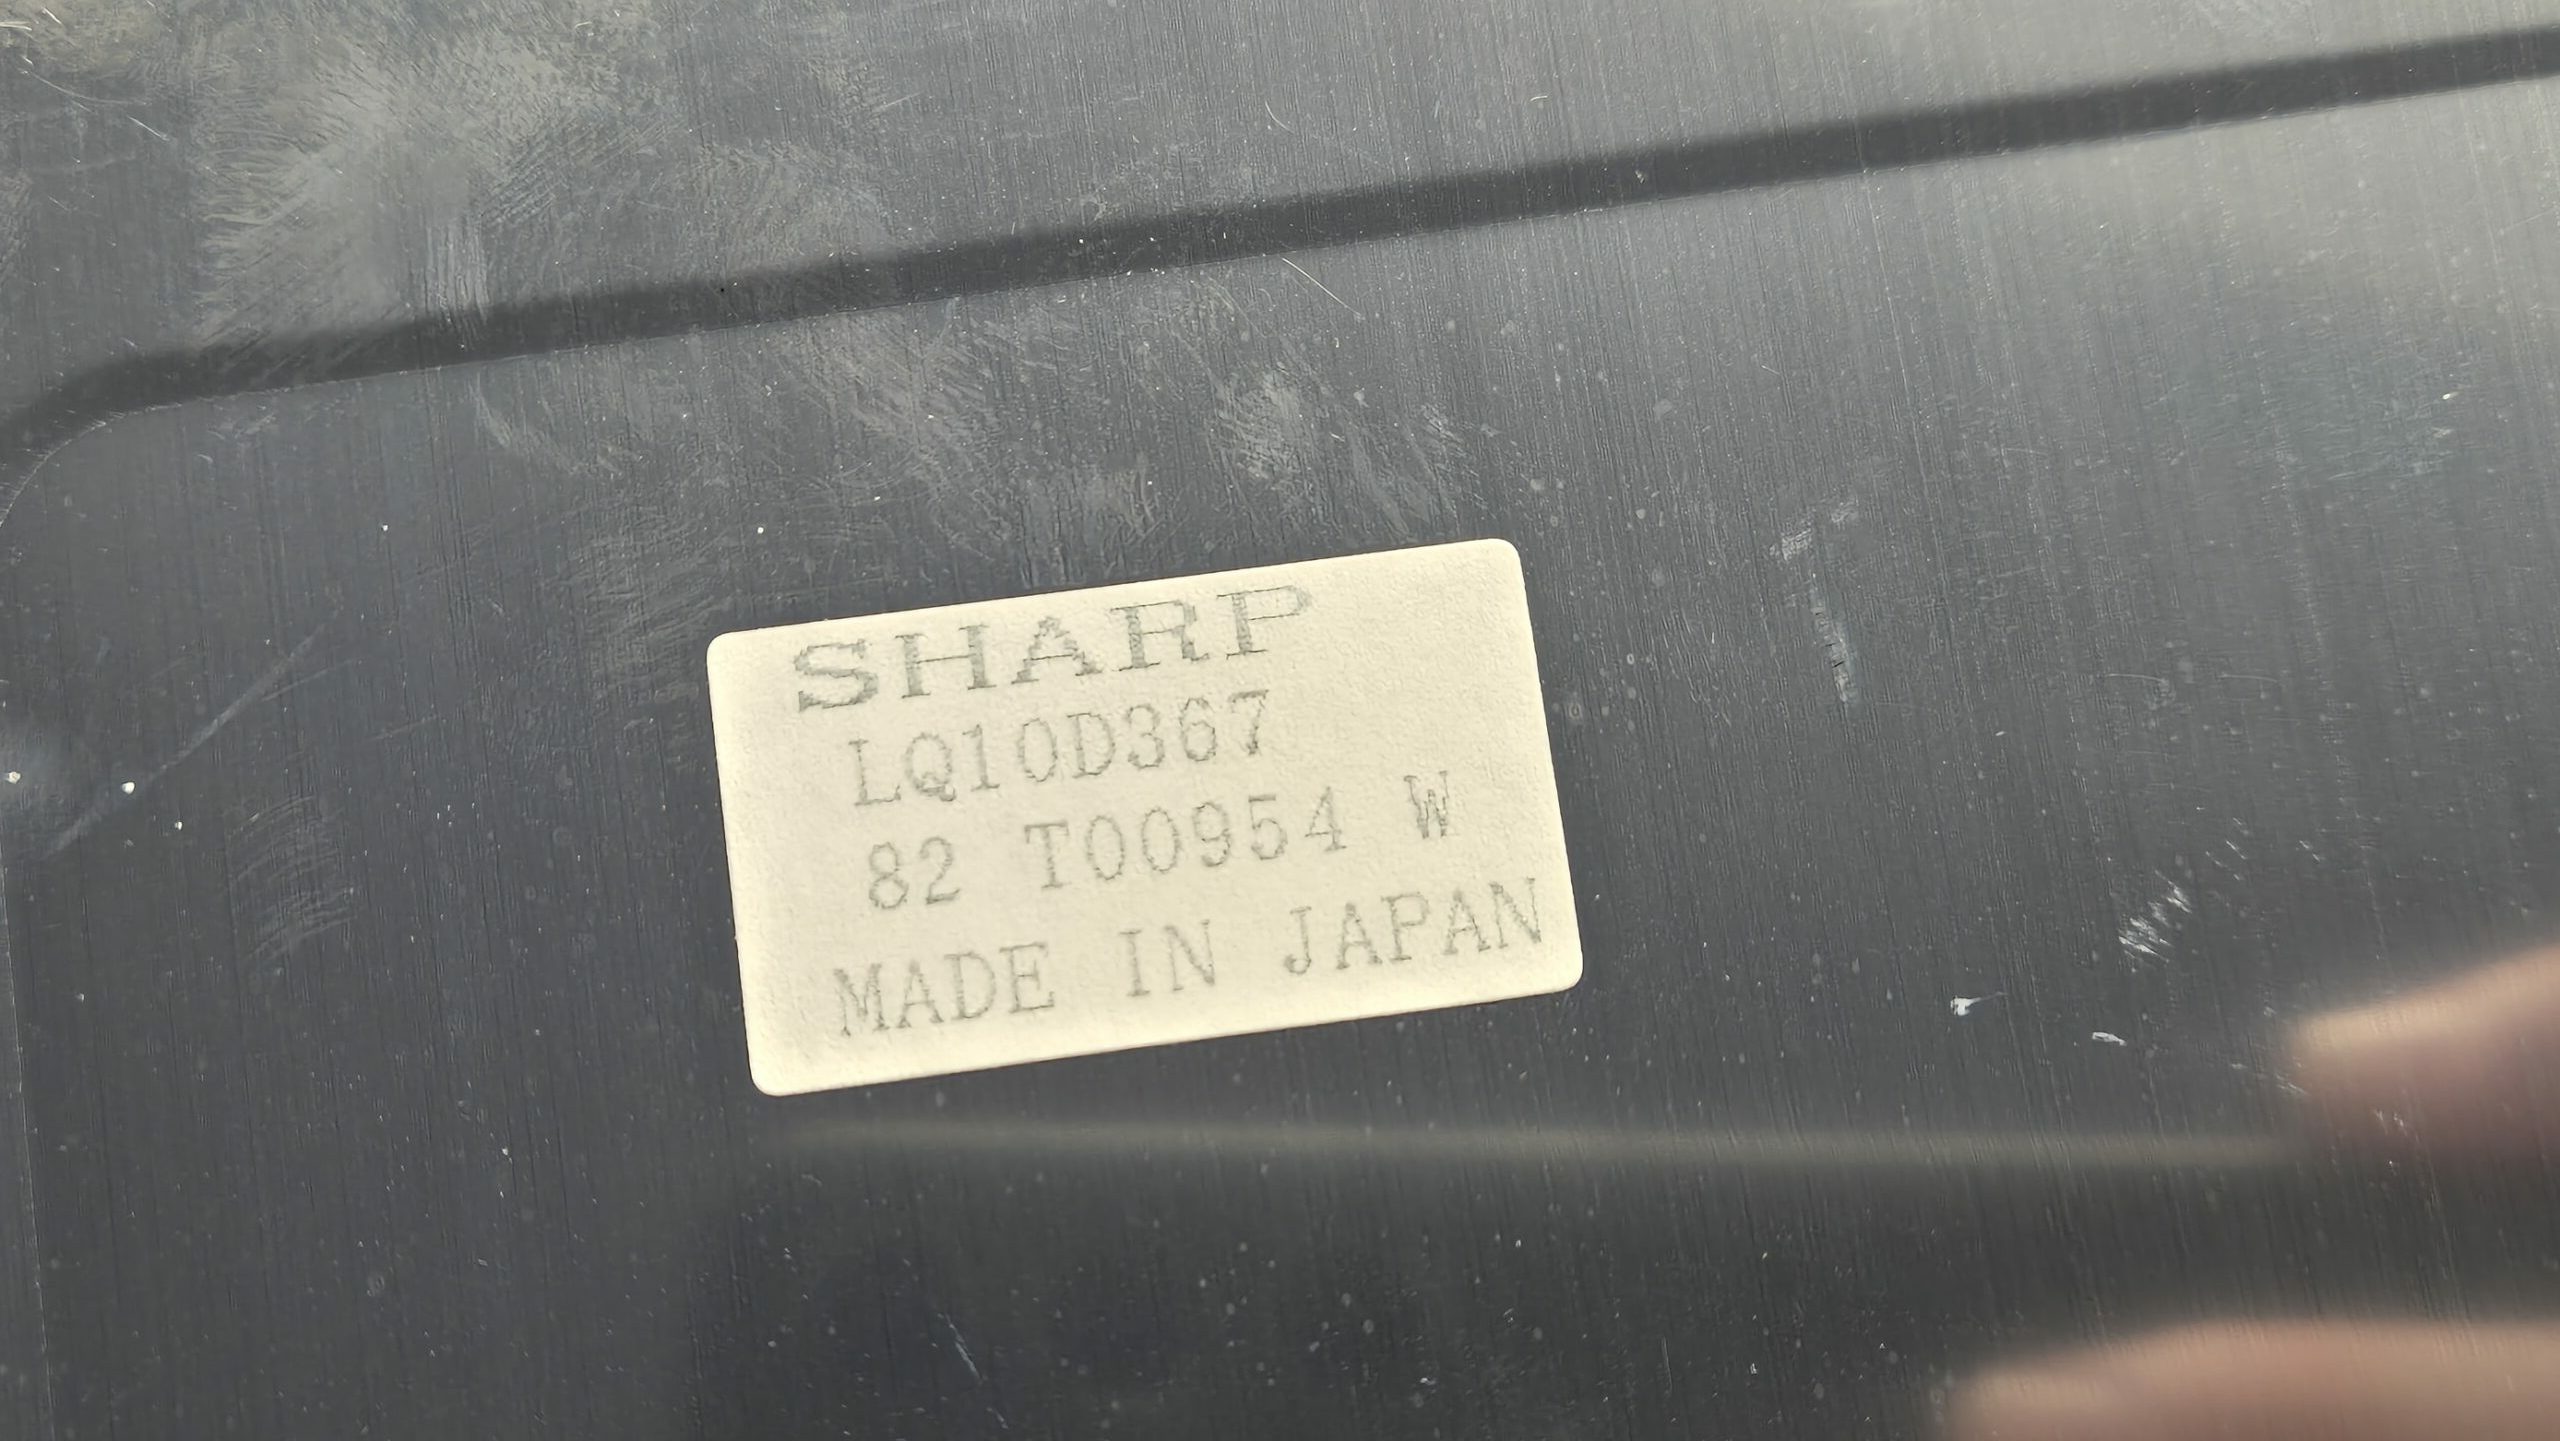 SHARP
LQ10D367
82 T00954 W
MADE IN JAPAN